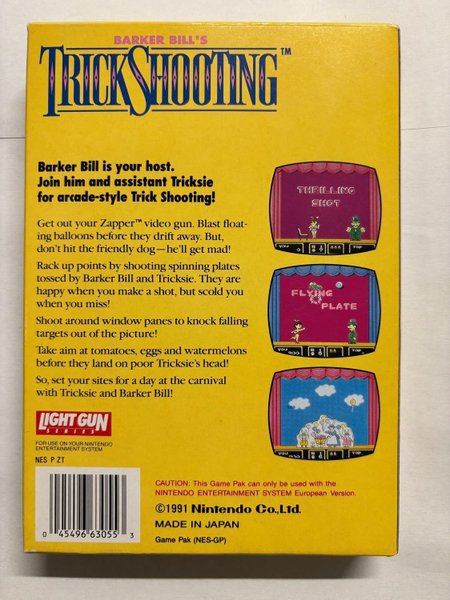 BARKER BILL'S
TRICKSHOOTING™
Barker Bill is your host.
Join him and assistant Tricksie
for arcade-style Trick Shooting!
Get out your Zapper™ video gun. Blast float-
ing balloons before they drift away. But,
don't hit the friendly dog—he'll get mad!
Rack up points by shooting spinning plates
tossed by Barker Bill and Tricksie. They are
happy when you make a shot, but scold you
when you miss!
Shoot around window panes to knock falling
targets out of the picture!
Take aim at tomatoes, eggs and watermelons
before they land on poor Tricksie's head!
So, set your sites for a day at the carnival
with Tricksie and Barker Bill!
THRILLING
SHOT
FLYING
PLATE
LIGHT GUN
SERIES
FOR USE ON YOUR NINTENDO
ENTERTAINMENT SYSTEM
NES P ZT
0 45496 63055 3
CAUTION: This Game Pak can only be used with the
NINTENDO ENTERTAINMENT SYSTEM European Version.
©1991 Nintendo Co., Ltd.
MADE IN JAPAN
Game Pak (NES-GP)